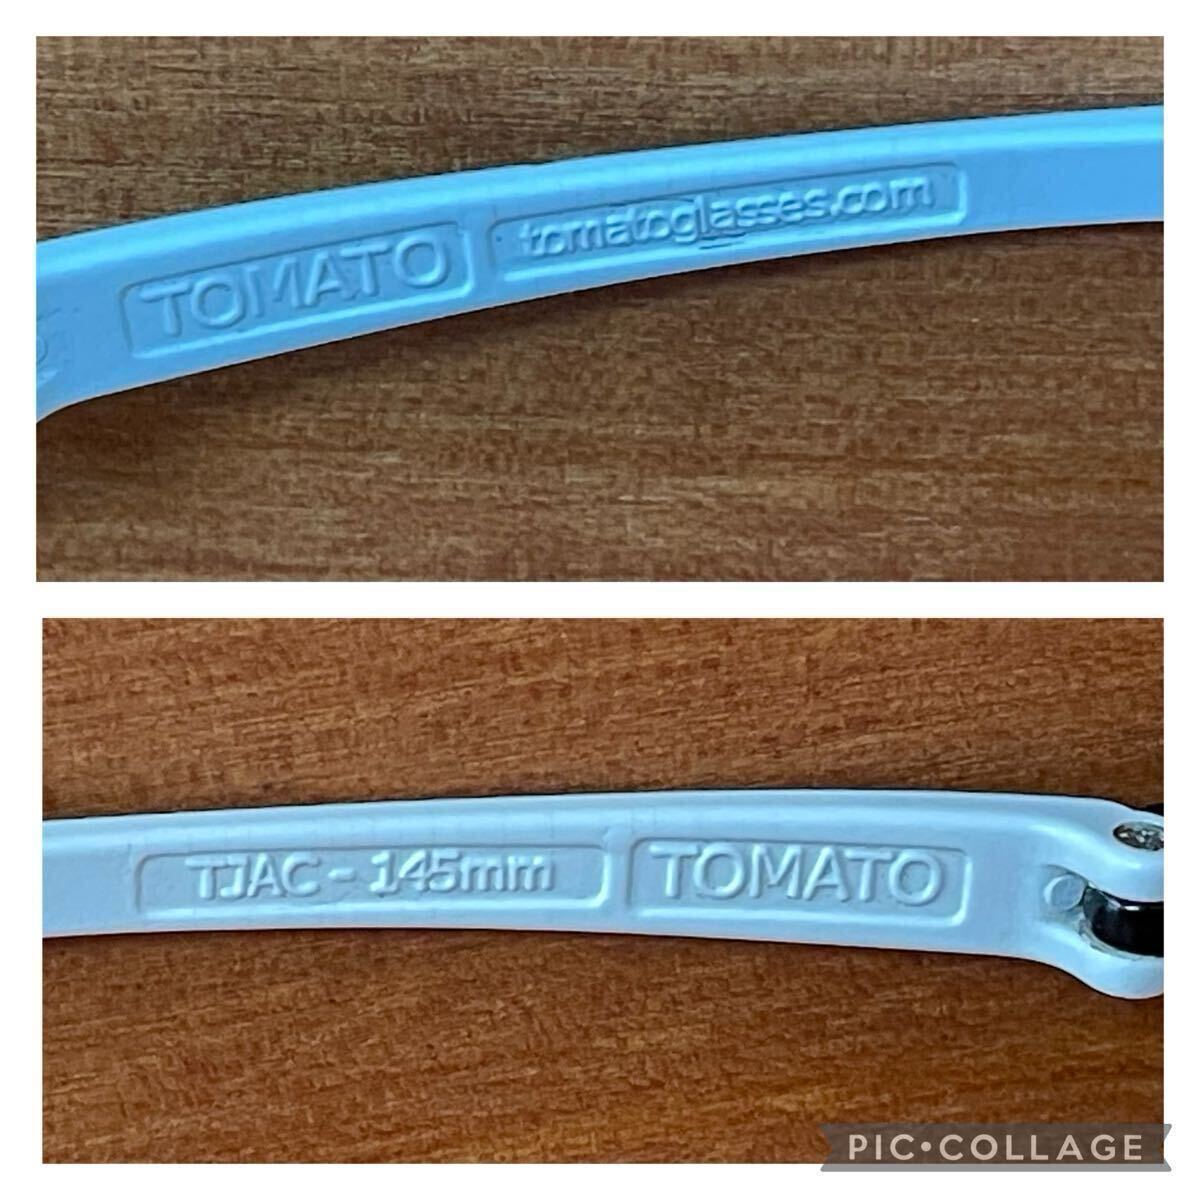 TOMATO tomatoglasses.com
TJAC - 145mm TOMATO
PIC•COLLAGE